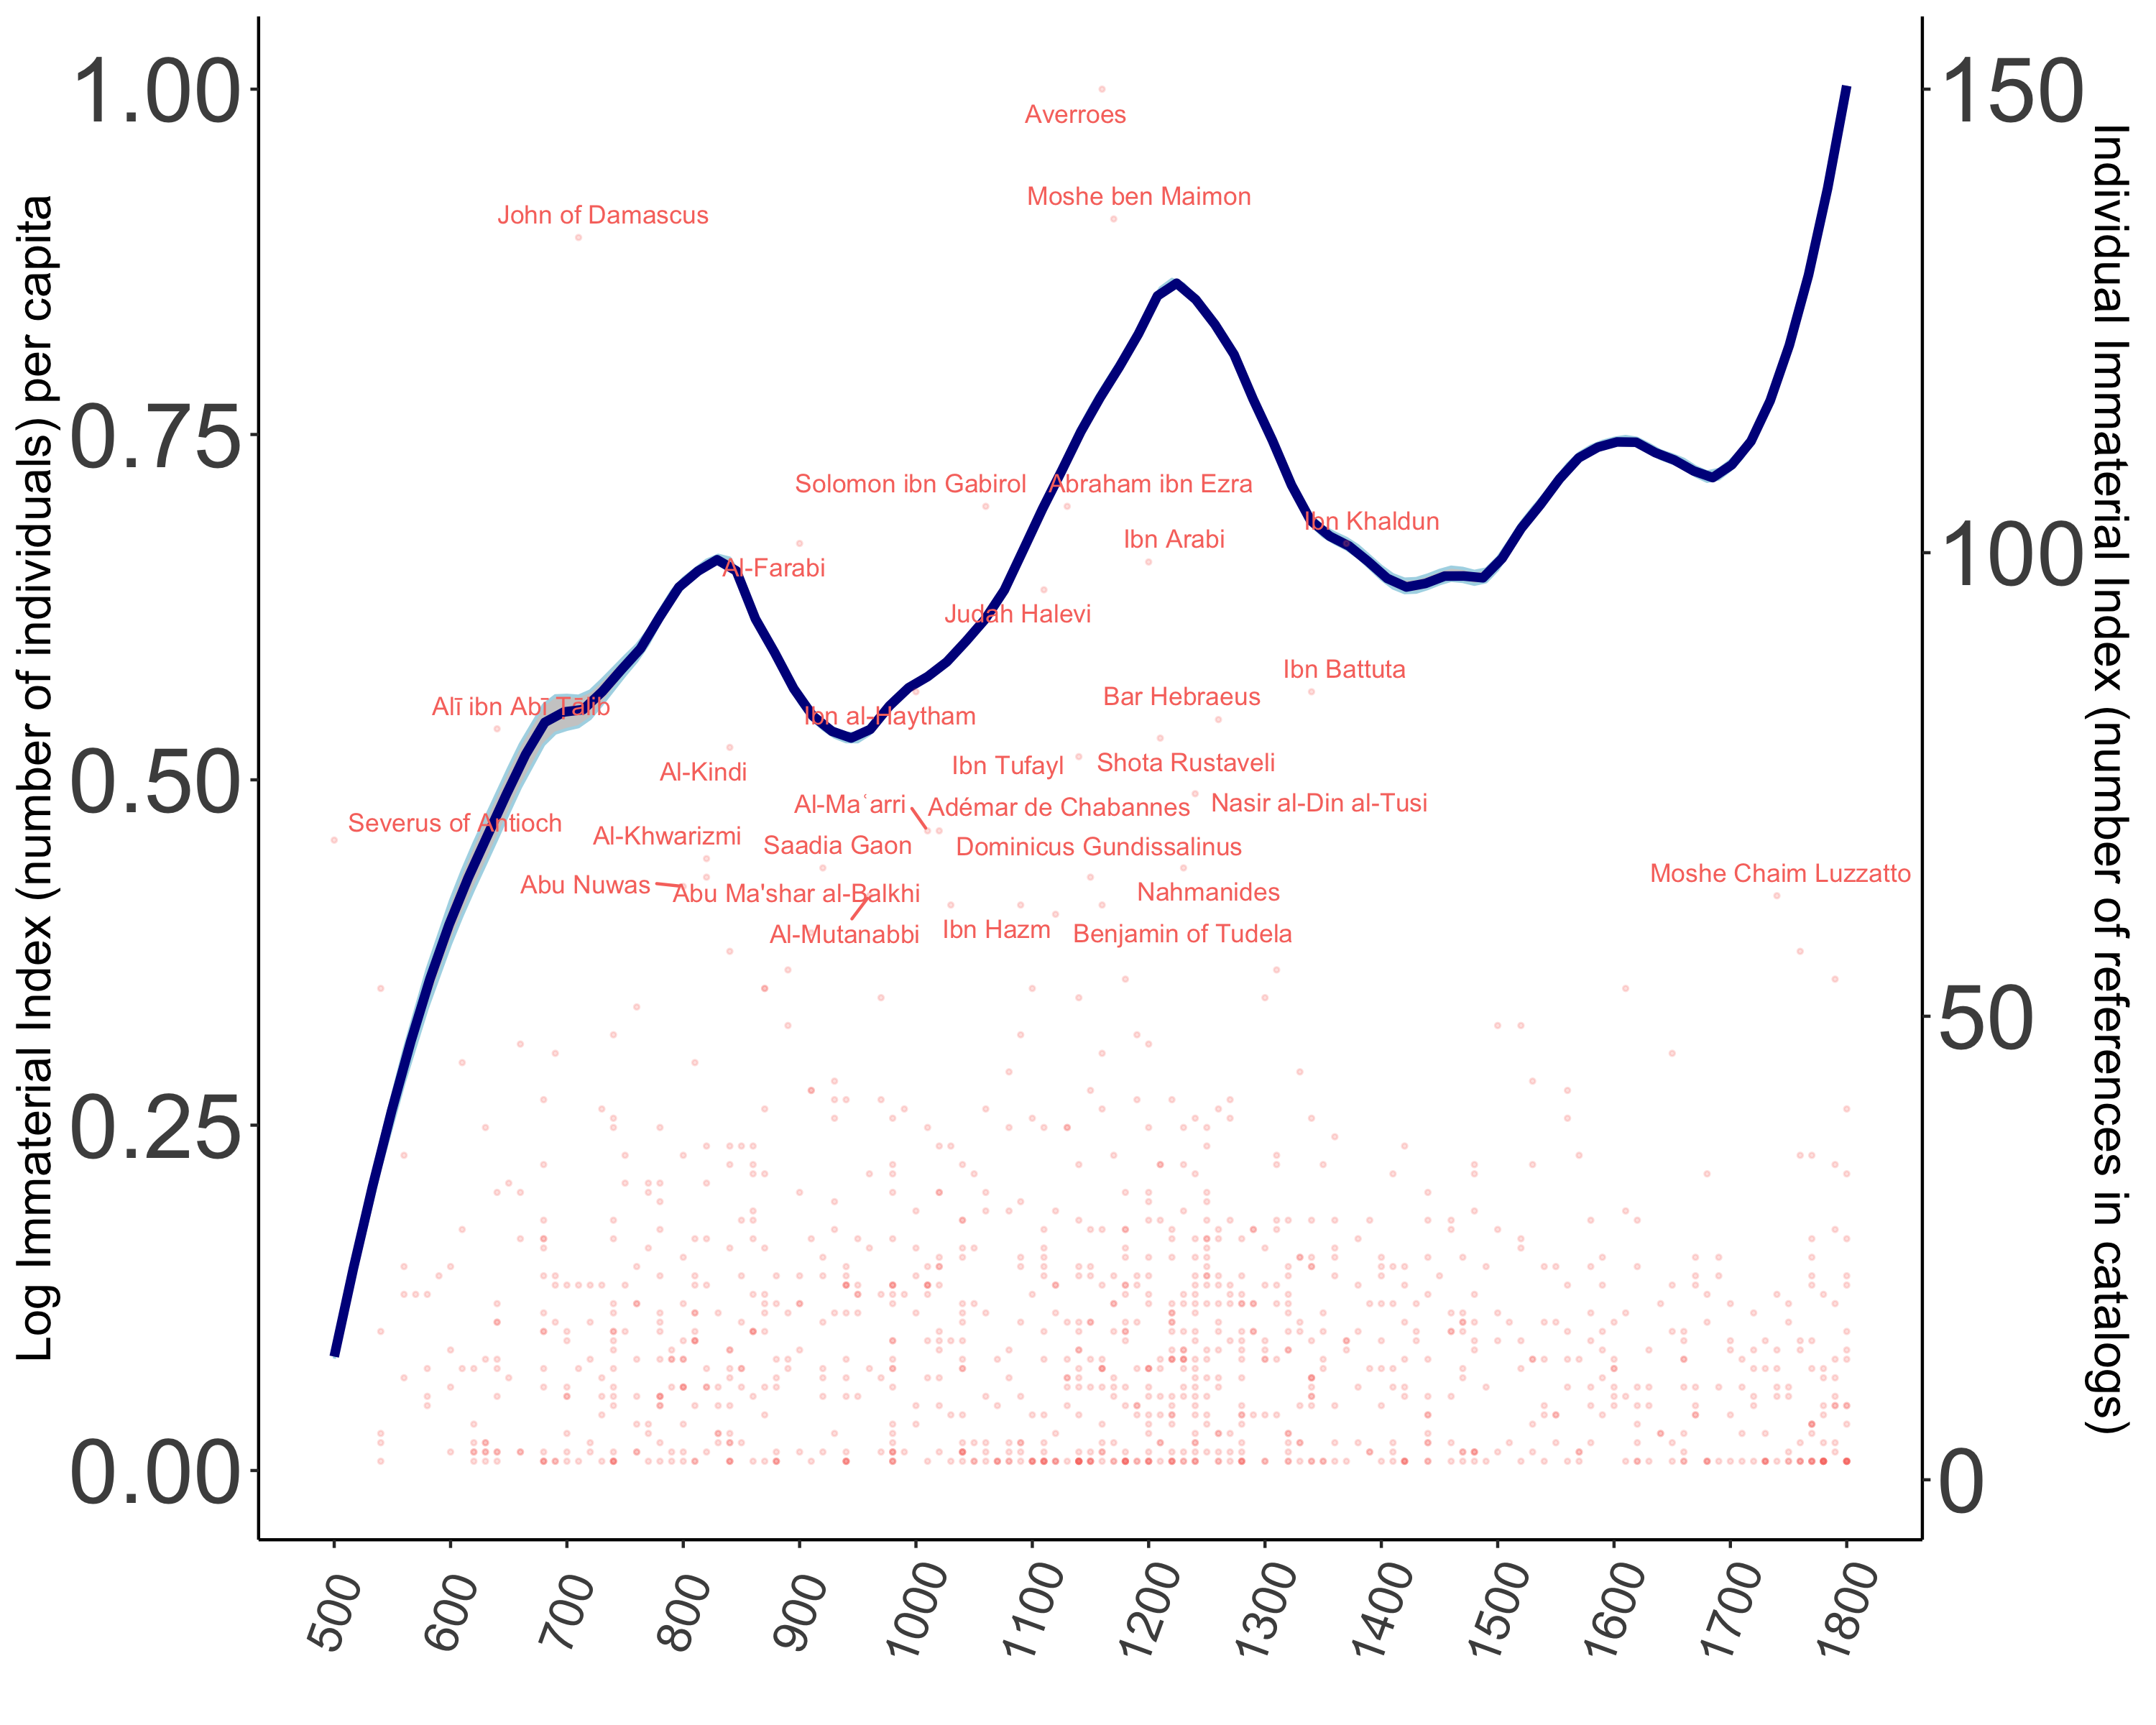 Log Immaterial Index (number of individuals) per capita
1.00
0.75
0.50
0.25
0.00
Averroes
Moshe ben Maimon
John of Damascus
Solomon ibn Gabirol
Abraham ibn Ezra
Ibn Khaldun
Ibn Arabi
Al-Farabi
Judah Halevi
Ibn Battuta
Bar Hebraeus
Alī ibn Abī Ṭālib
Ibn al-Haytham
Ibn Tufayl
Shota Rustaveli
Al-Kindi
Al-Maʿarri
Adémar de Chabannes
Nasir al-Din al-Tusi
Severus of Antioch
Al-Khwarizmi
Saadia Gaon
Dominicus Gundissalinus
Moshe Chaim Luzzatto
Abu Nuwas
Abu Ma'shar al-Balkhi
Nahmanides
Al-Mutanabbi
Ibn Hazm
Benjamin of Tudela
150
100
50
0
Individual Immaterial Index (number of references in catalogs)
500
600
700
800
900
1000
1100
1200
1300
1400
1500
1600
1700
1800